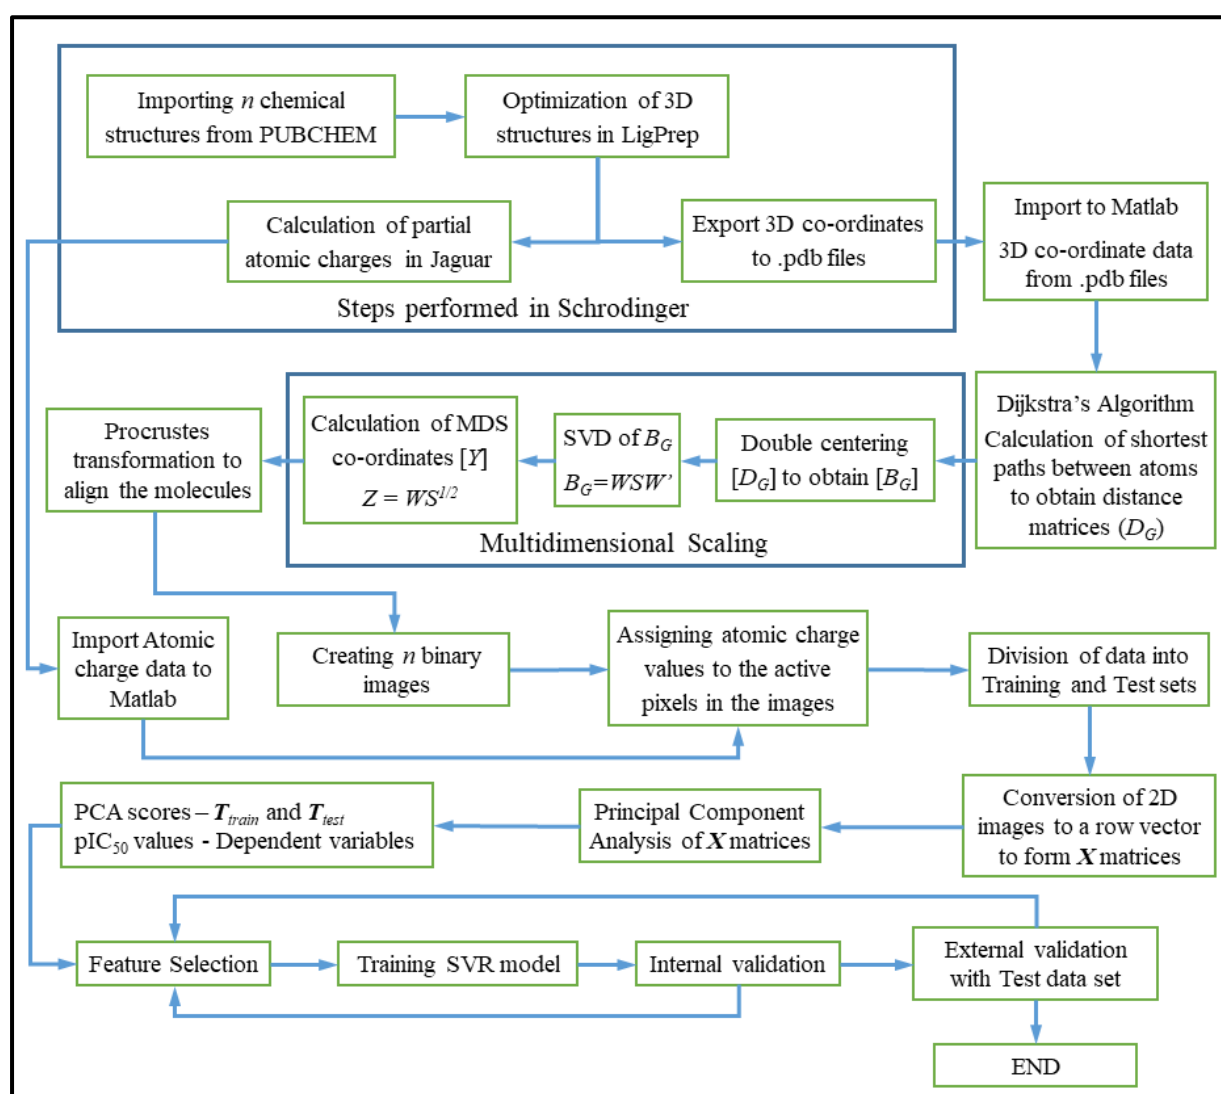 Importing n chemical
structures from PUBCHEM
Optimization of 3D
structures in LigPrep
Calculation of partial
atomic charges in Jaguar
Export 3D co-ordinates
to .pdb files
Steps performed in Schrodinger
Import to Matlab
3D co-ordinate data
from .pdb files
Dijkstra's Algorithm
Calculation of shortest
paths between atoms
to obtain distance
matrices (D_G)
Double centering
[D_G] to obtain [B_G]
SVD of B_G
B_G=WSW’
Calculation of MDS
co-ordinates [Y]
Z = WS^{1/2}
Multidimensional Scaling
Procrustes
transformation to
align the molecules
Import Atomic
charge data to
Matlab
Creating n binary
images
Assigning atomic charge
values to the active
pixels in the images
Division of data into
Training and Test sets
Conversion of 2D
images to a row vector
to form X matrices
Principal Component
Analysis of X matrices
PCA scores – T_train and T_test
pIC₅₀ values - Dependent variables
Feature Selection
Training SVR model
Internal validation
External validation
with Test data set
END